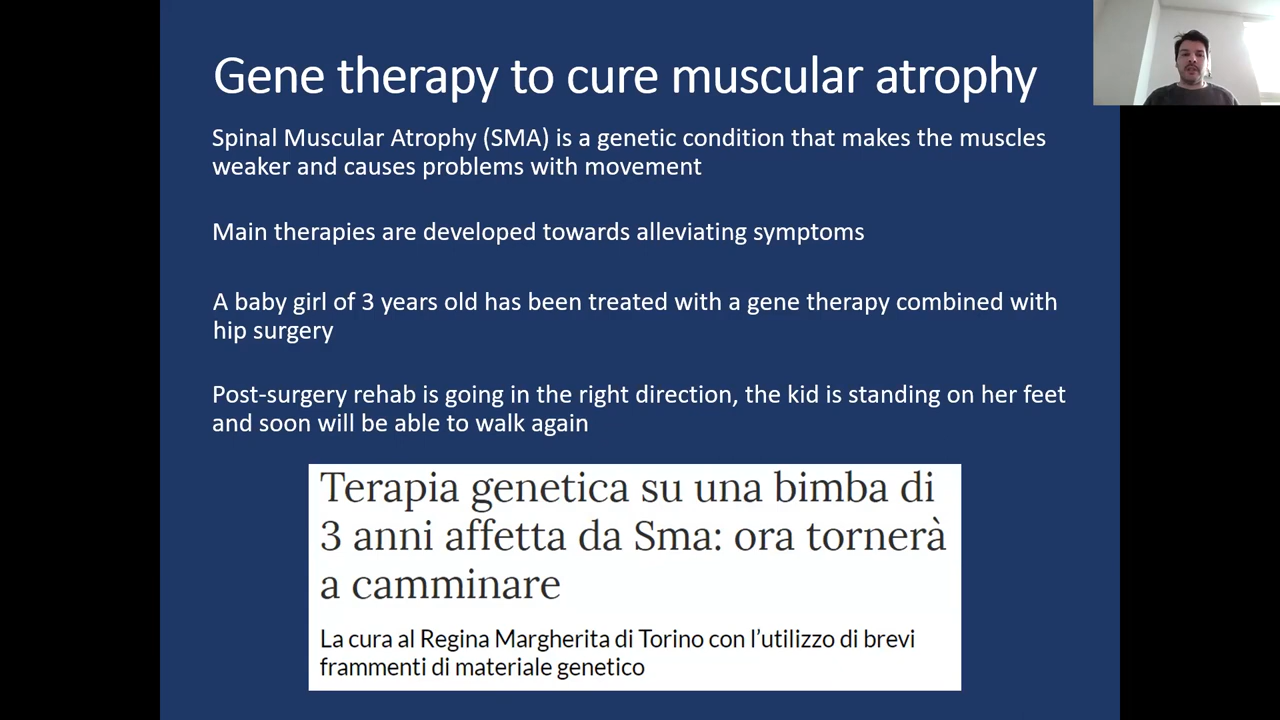 Gene therapy to cure muscular atrophy
Spinal Muscular Atrophy (SMA) is a genetic condition that makes the muscles
weaker and causes problems with movement
Main therapies are developed towards alleviating symptoms
A baby girl of 3 years old has been treated with a gene therapy combined with
hip surgery
Post-surgery rehab is going in the right direction, the kid is standing on her feet
and soon will be able to walk again
Terapia genetica su una bimba di
3 anni affetta da Sma: ora tornerà
a camminare
La cura al Regina Margherita di Torino con l’utilizzo di brevi
frammenti di materiale genetico